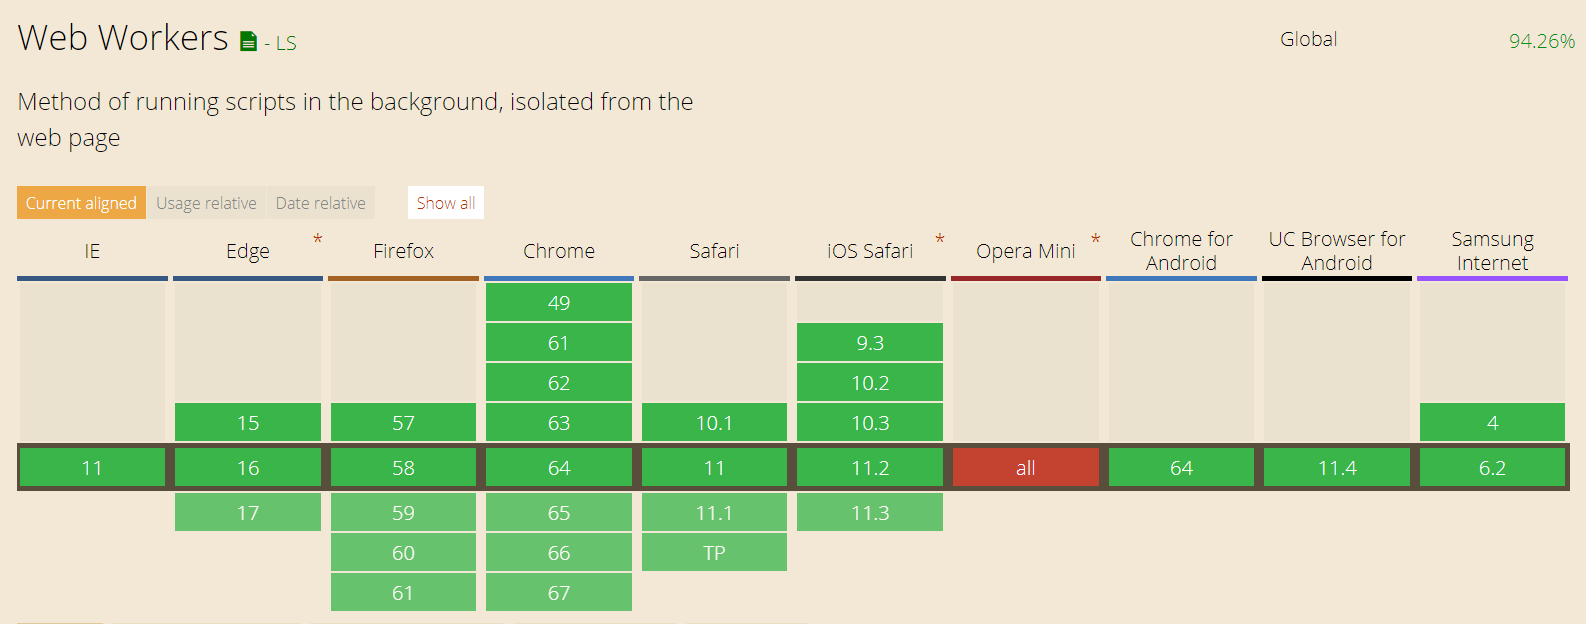 Web Workers - LS
Global 94.26%
Method of running scripts in the background, isolated from the
web page
Current aligned Usage relative Date relative Show all
IE Edge * Firefox Chrome Safari iOS Safari * Opera Mini * Chrome for Android UC Browser for Android Samsung Internet
49
61 9.3
62 10.2
15 57 63 10.1 10.3 4
11 16 58 64 11 11.2 all 64 11.4 6.2
17 59 65 11.1 11.3
60 66 TP
61 67